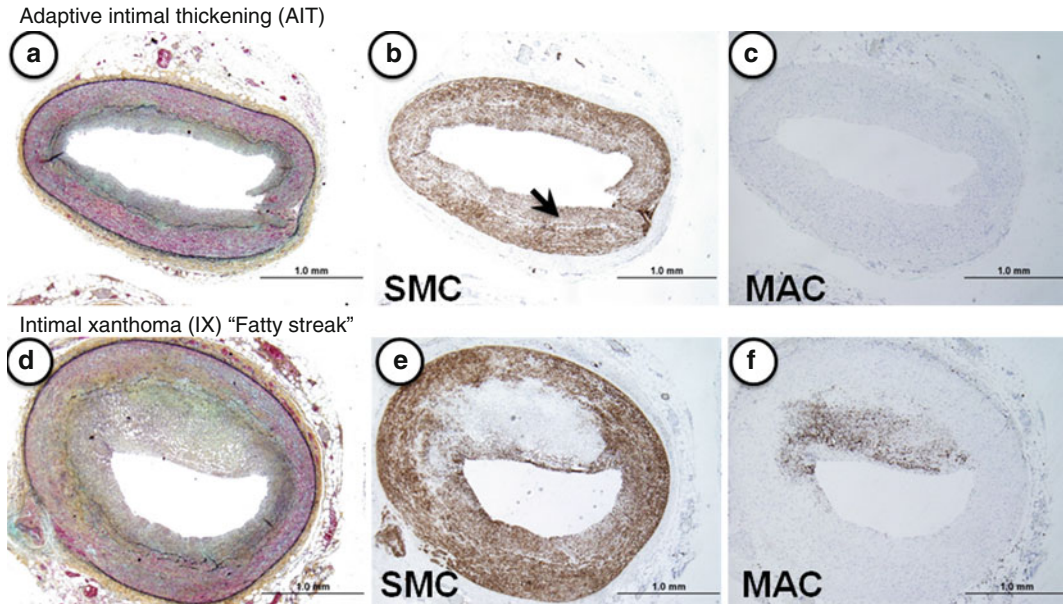 Adaptive intimal thickening (AIT)
a
b
c
1.0 mm
1.0 mm
1.0 mm
SMC
MAC
Intimal xanthoma (IX) “Fatty streak”
d
e
f
1.0 mm
1.0 mm
1.0 mm
SMC
MAC